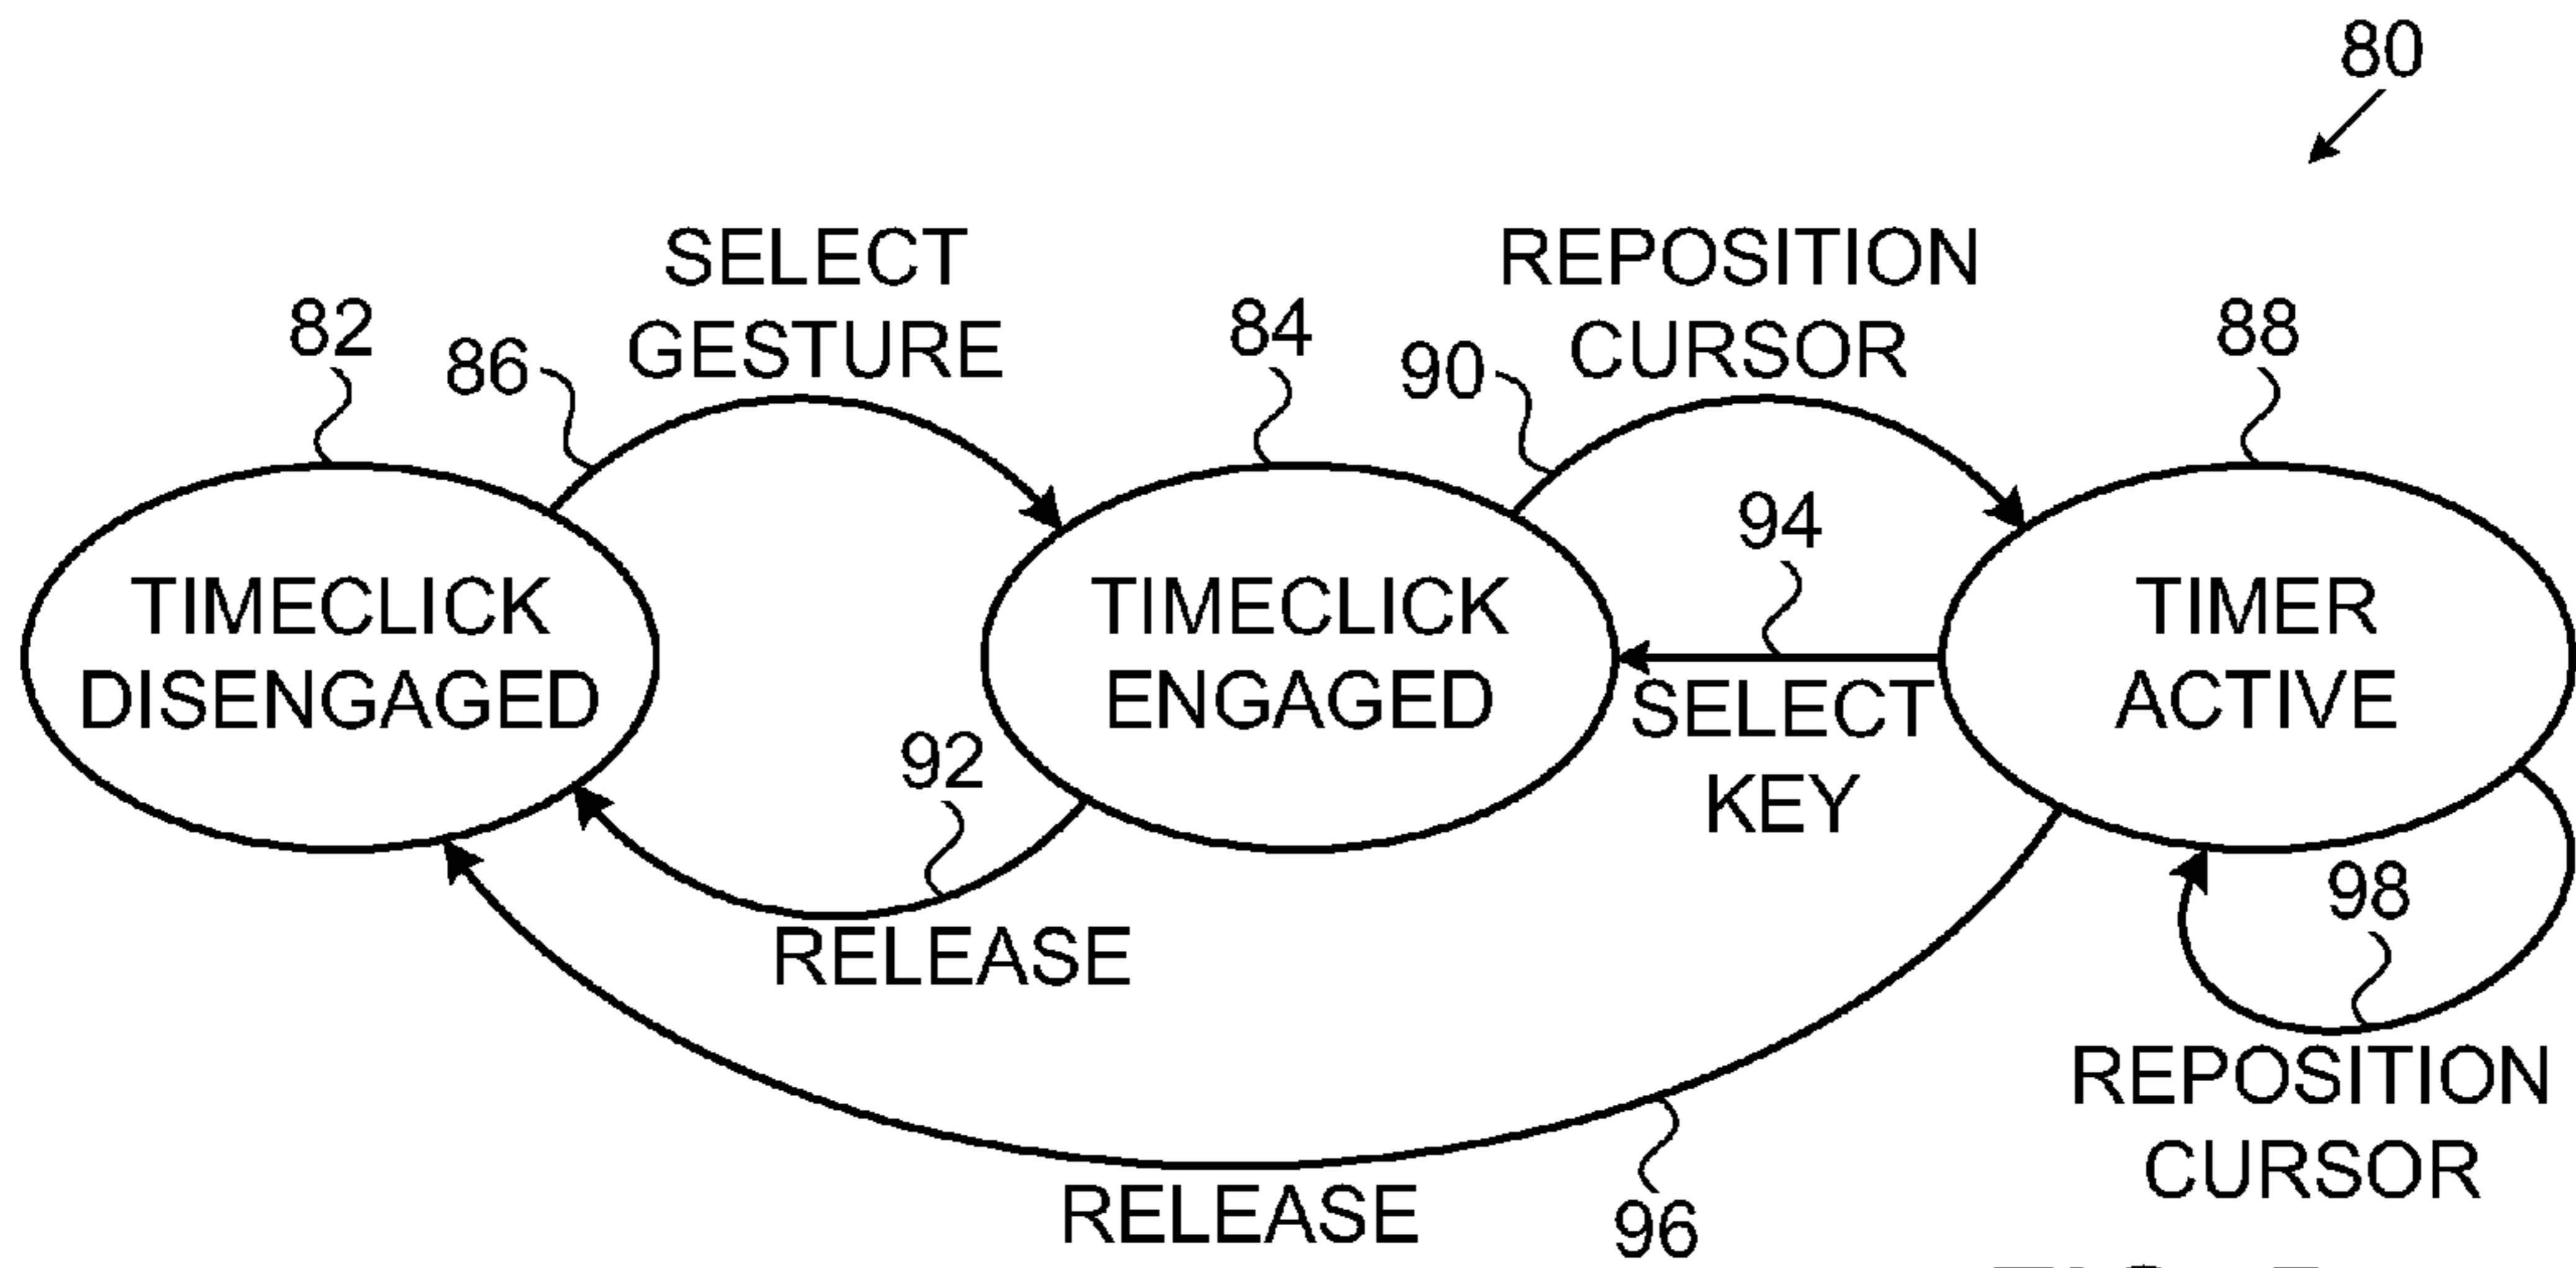 80
SELECT
GESTURE
REPOSITION
CURSOR
82
86
84
90
88
94
TIMECLICK
DISENGAGED
TIMECLICK
ENGAGED
TIMER
ACTIVE
SELECT
KEY
92
98
RELEASE
REPOSITION
CURSOR
RELEASE
96